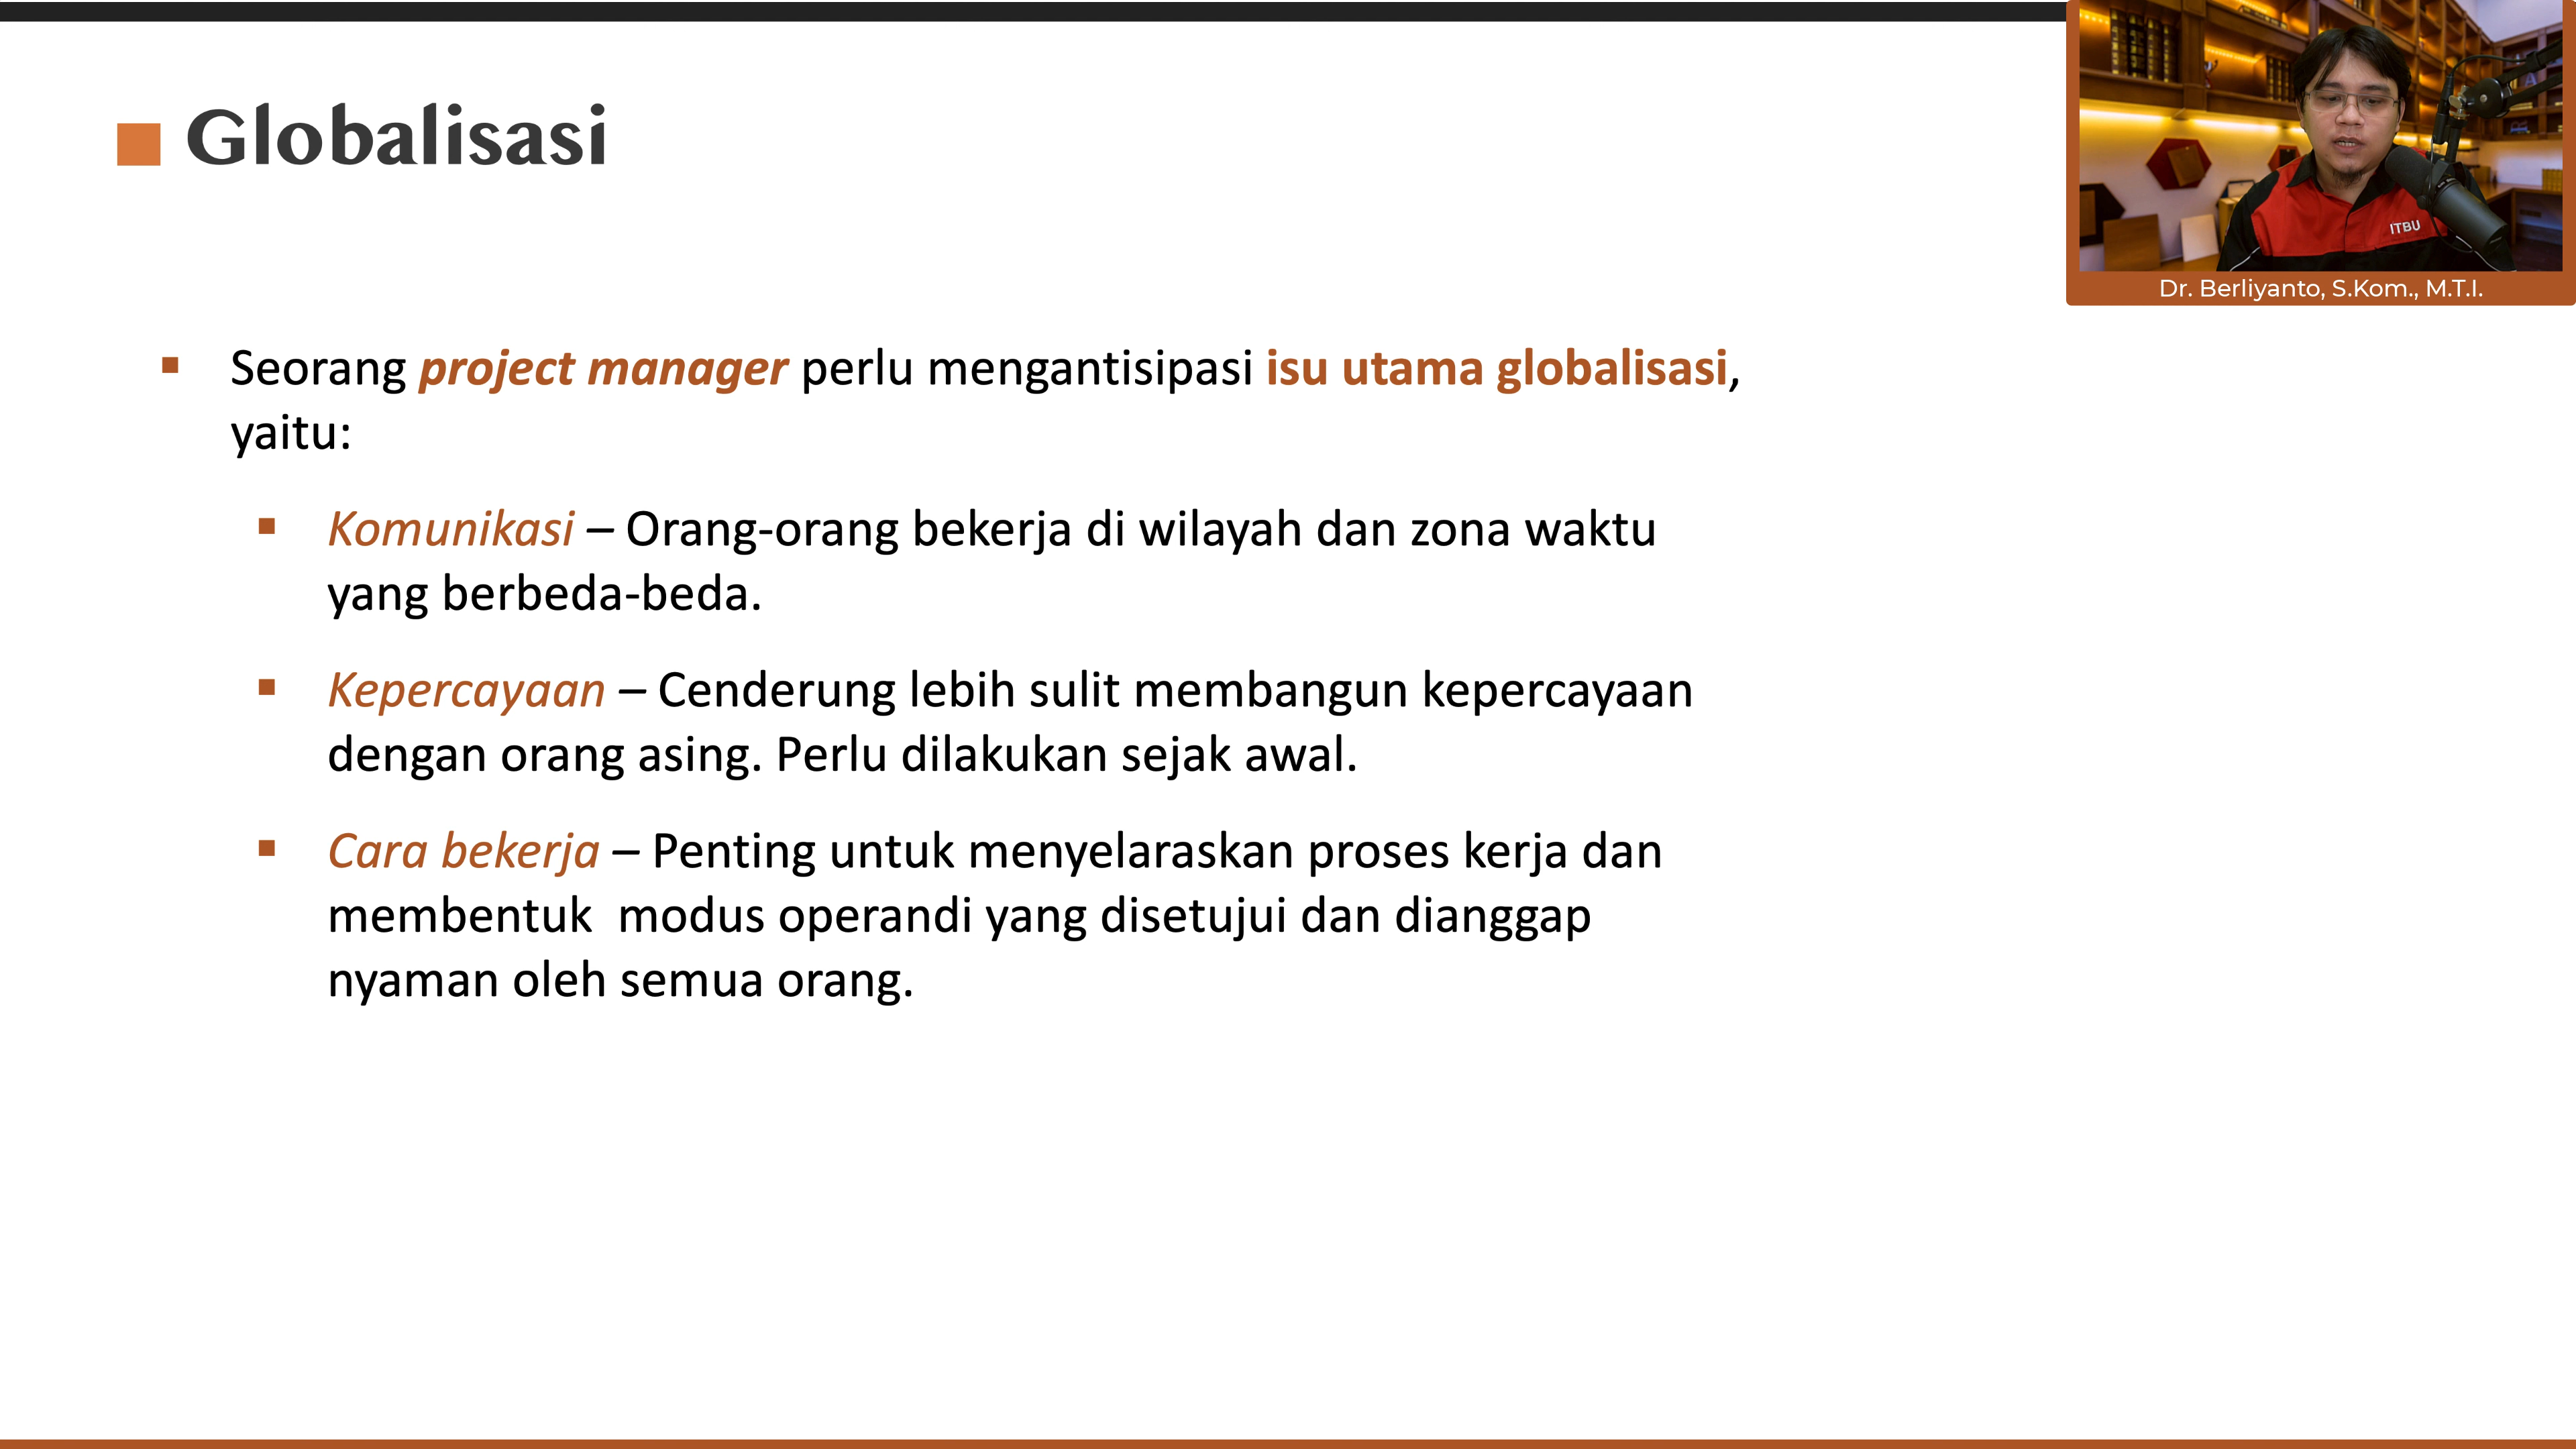 Globalisasi
ITBU
Dr. Berliyanto, S.Kom., M.T.I.
Seorang project manager perlu mengantisipasi isu utama globalisasi,
yaitu:
Komunikasi – Orang-orang bekerja di wilayah dan zona waktu
yang berbeda-beda.
Kepercayaan – Cenderung lebih sulit membangun kepercayaan
dengan orang asing. Perlu dilakukan sejak awal.
Cara bekerja – Penting untuk menyelaraskan proses kerja dan
membentuk  modus operandi yang disetujui dan dianggap
nyaman oleh semua orang.